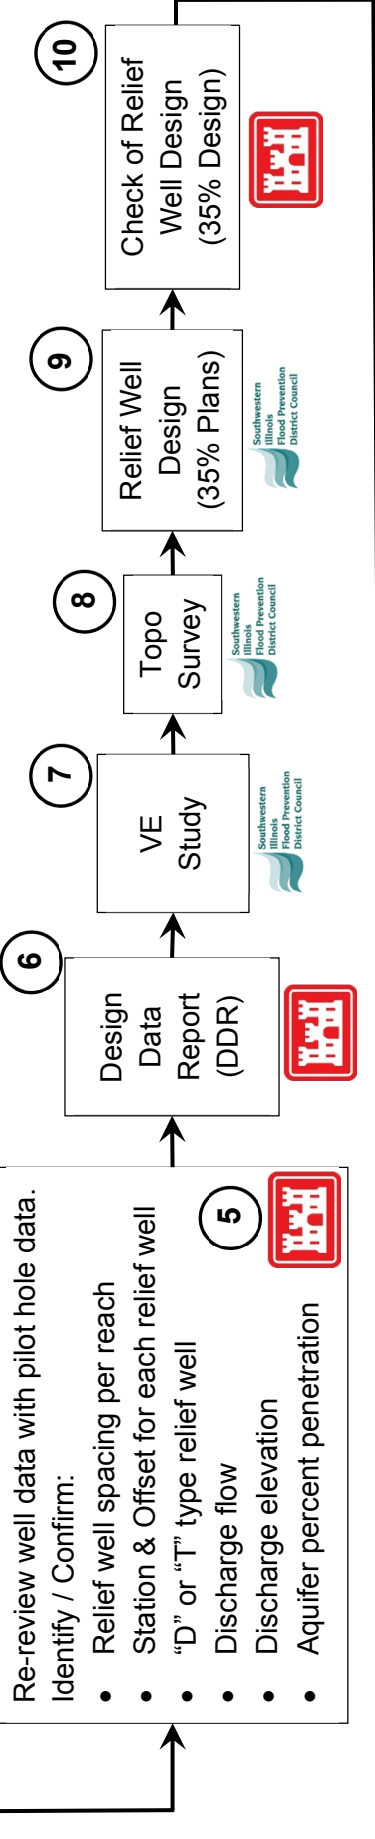 Re-review well data with pilot hole data.
Identify / Confirm:
• Relief well spacing per reach
• Station & Offset for each relief well
• “D” or “T” type relief well
• Discharge flow
• Discharge elevation
• Aquifer percent penetration
5
6
Design
Data
Report
(DDR)
7
VE
Study
Southwestern
Illinois
Flood Prevention
District Council
8
Topo
Survey
Southwestern
Illinois
Flood Prevention
District Council
9
Relief Well
Design
(35% Plans)
Southwestern
Illinois
Flood Prevention
District Council
10
Check of Relief
Well Design
(35% Design)